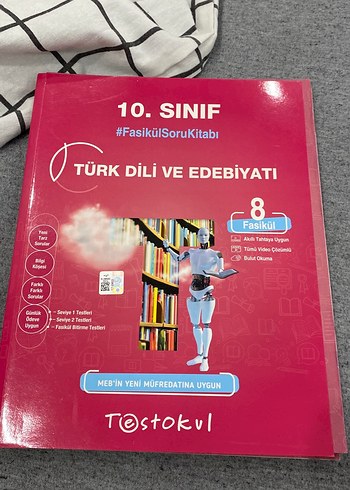 10. SINIF
#FasikülSoruKitabı
TÜRK DİLİ VE EDEBİYATI
8
Fasikül
Akıllı Tahtaya Uygun
Tümü Video Çözümlü
Bulut Okuma
Yeni
Tarz
Sorular
Bilgi
Köşesi
Farklı
Farklı
Sorular
Günlük
Ödeve
Uygun
Seviye 1 Testleri
Seviye 2 Testleri
Fasikül Bitirme Testleri
MEB'İN YENİ MÜFREDATINA UYGUN
Testokul